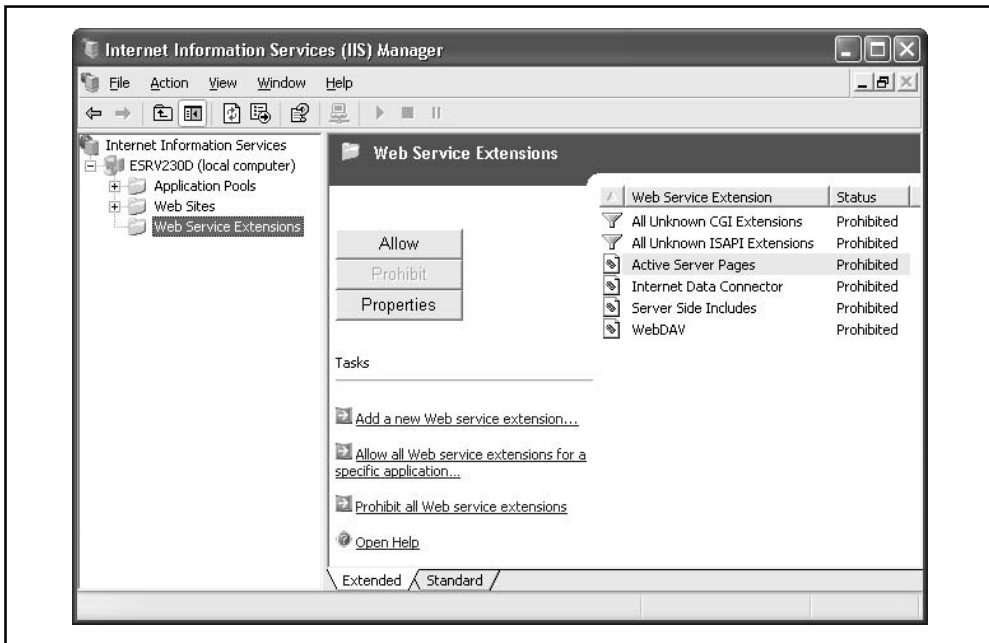 Internet Information Services (IIS) Manager
File Action View Window Help
Internet Information Services
ESRV230D (local computer)
Application Pools
Web Sites
Web Service Extensions
Web Service Extensions
Allow
Prohibit
Properties
Tasks
Add a new Web service extension...
Allow all Web service extensions for a
specific application...
Prohibit all Web service extensions
Open Help
Web Service Extension Status
All Unknown CGI Extensions Prohibited
All Unknown ISAPI Extensions Prohibited
Active Server Pages Prohibited
Internet Data Connector Prohibited
Server Side Includes Prohibited
WebDAV Prohibited
Extended Standard